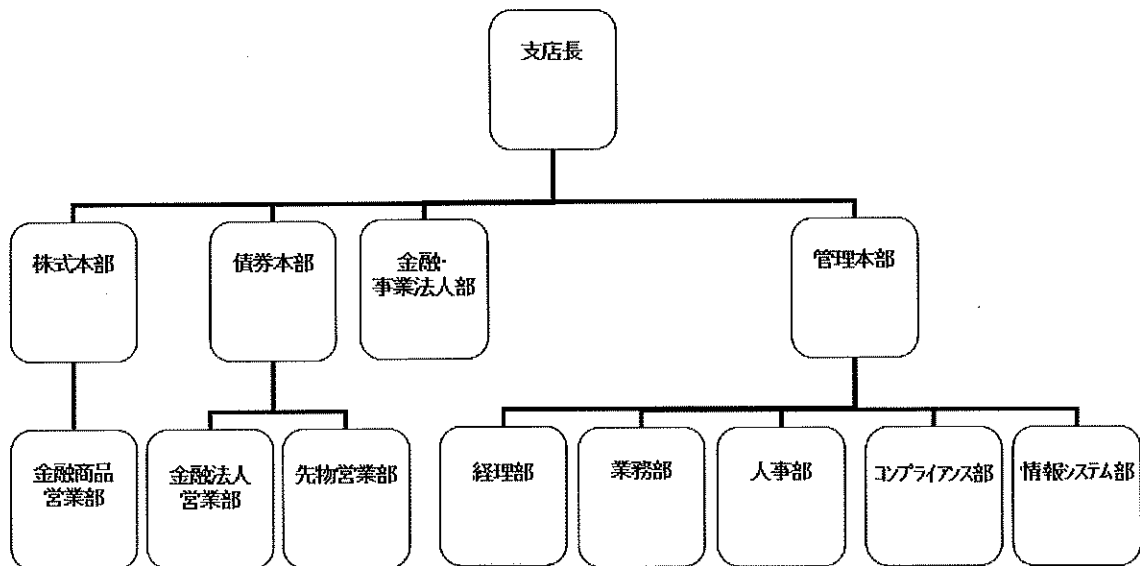 支店長
株式本部
債券本部
金融・
事業法人部
管理本部
金融商品
営業部
金融法人
営業部
先物営業部
経理部
業務部
人事部
コンプライアンス部
情報システム部